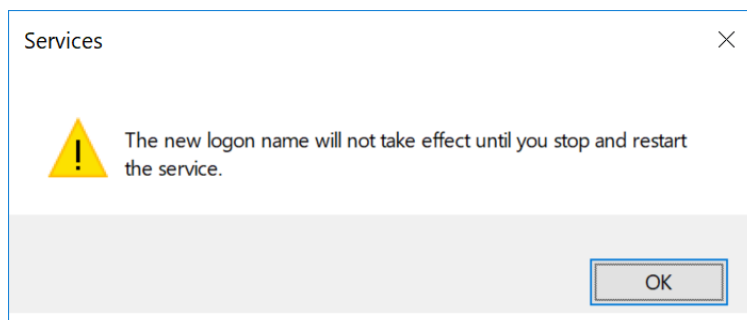 Services
The new logon name will not take effect until you stop and restart
the service.
OK